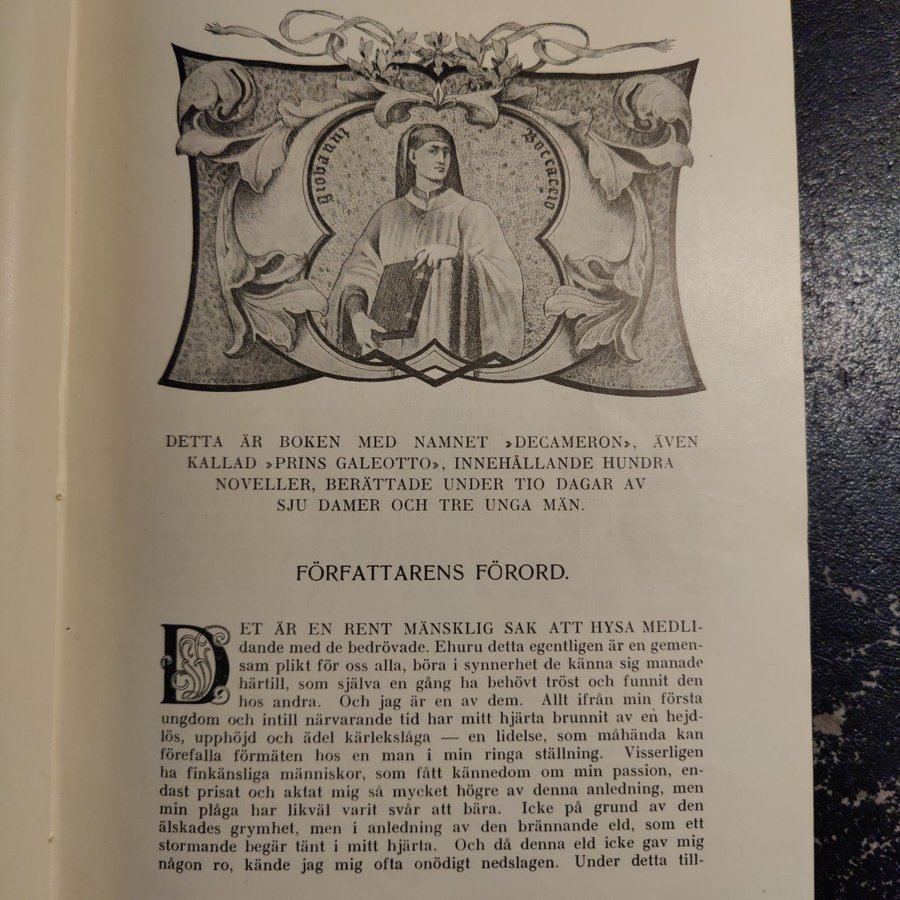 Giovanni Boccaccio
DETTA ÄR BOKEN MED NAMNET »DECAMERON», ÄVEN
KALLAD »PRINS GALEOTTO», INNEHÅLLANDE HUNDRA
NOVELLER, BERÄTTADE UNDER TIO DAGAR AV
SJU DAMER OCH TRE UNGA MÄN.
FÖRFATTARENS FÖRORD.
DET ÄR EN RENT MÄNSKLIG SAK ATT HYSA MEDLI-
dande med de bedrövade. Ehuru detta egentligen är en gemen-
sam plikt för oss alla, böra i synnerhet de känna sig manade
härtill, som själva en gång ha behövt tröst och funnit den
hos andra. Och jag är en av dem. Allt ifrån min första
ungdom och intill närvarande tid har mitt hjärta brunnit av en hejd-
lös, upphöjd och ädel kärlekslåga — en lidelse, som måhända kan
förefalla förmäten hos en man i min ringa ställning. Visserligen
ha finkänsliga människor, som fått kännedom om min passion, en-
dast prisat och aktat mig så mycket högre av denna anledning, men
min plåga har likväl varit svår att bära. Icke på grund av den
älskades grymhet, men i anledning av den brännande eld, som ett
stormande begär tänt i mitt hjärta. Och då denna eld icke gav mig
någon ro, kände jag mig ofta onödigt nedslagen. Under detta till-